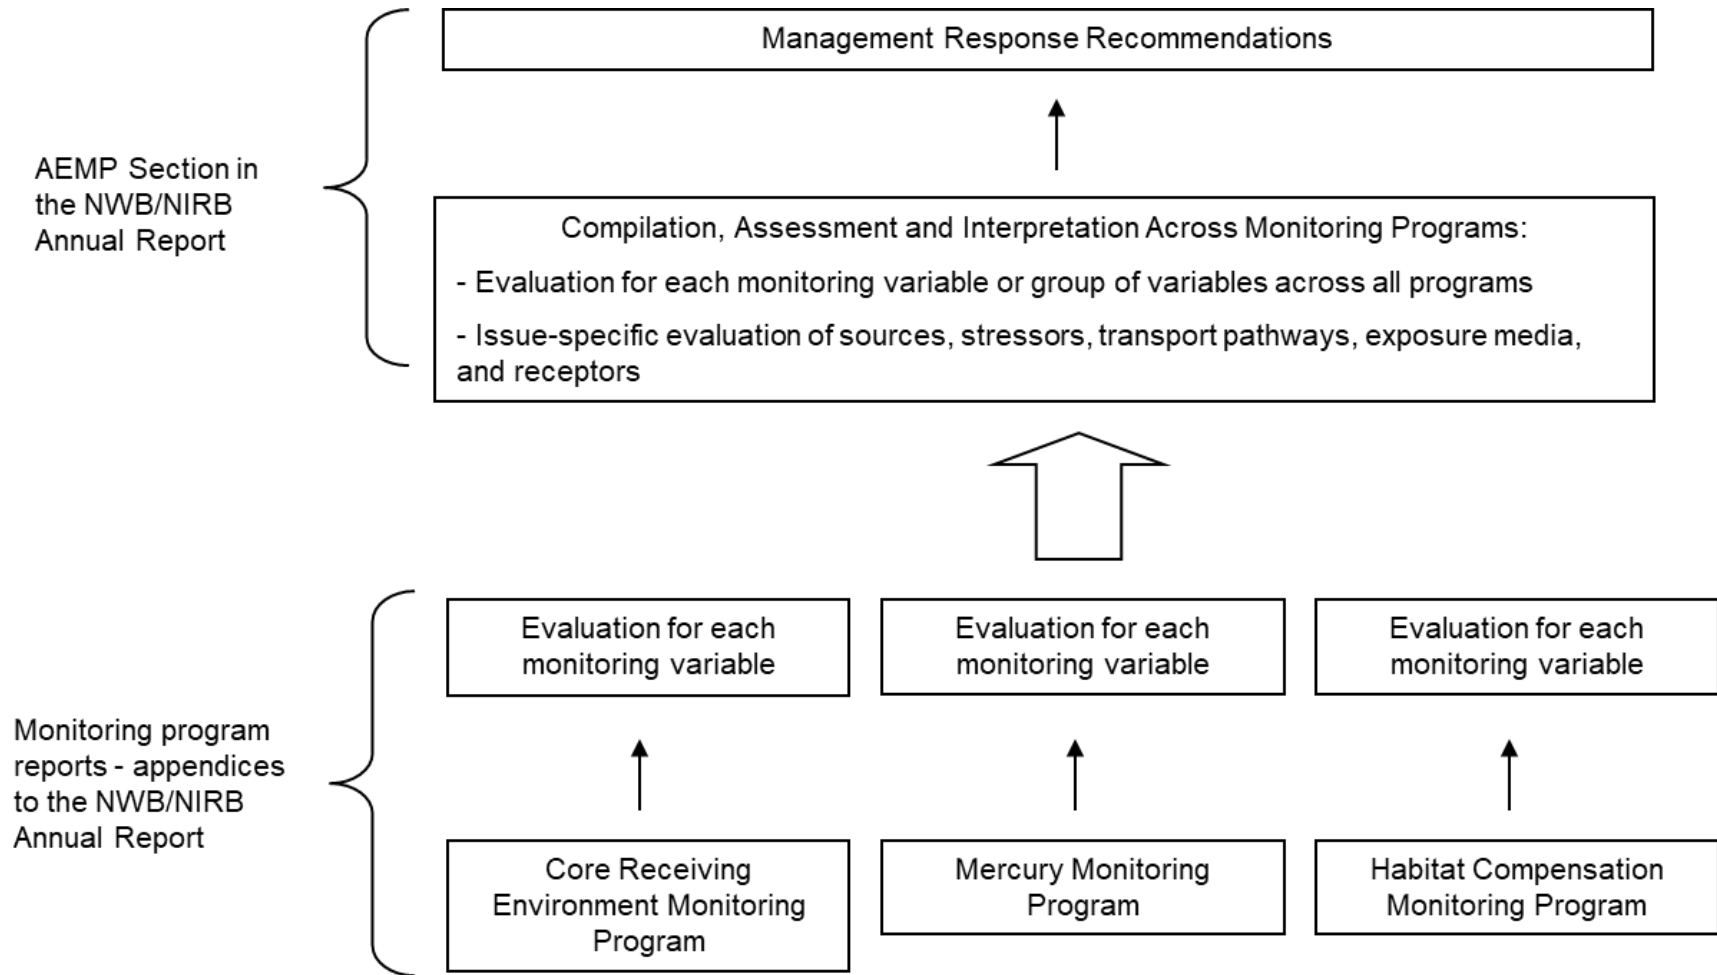 Management Response Recommendations
AEMP Section in
the NWB/NIRB
Annual Report
Compilation, Assessment and Interpretation Across Monitoring Programs:
- Evaluation for each monitoring variable or group of variables across all programs
- Issue-specific evaluation of sources, stressors, transport pathways, exposure media,
and receptors
Evaluation for each
monitoring variable
Evaluation for each
monitoring variable
Evaluation for each
monitoring variable
Monitoring program
reports - appendices
to the NWB/NIRB
Annual Report
Core Receiving
Environment Monitoring
Program
Mercury Monitoring
Program
Habitat Compensation
Monitoring Program